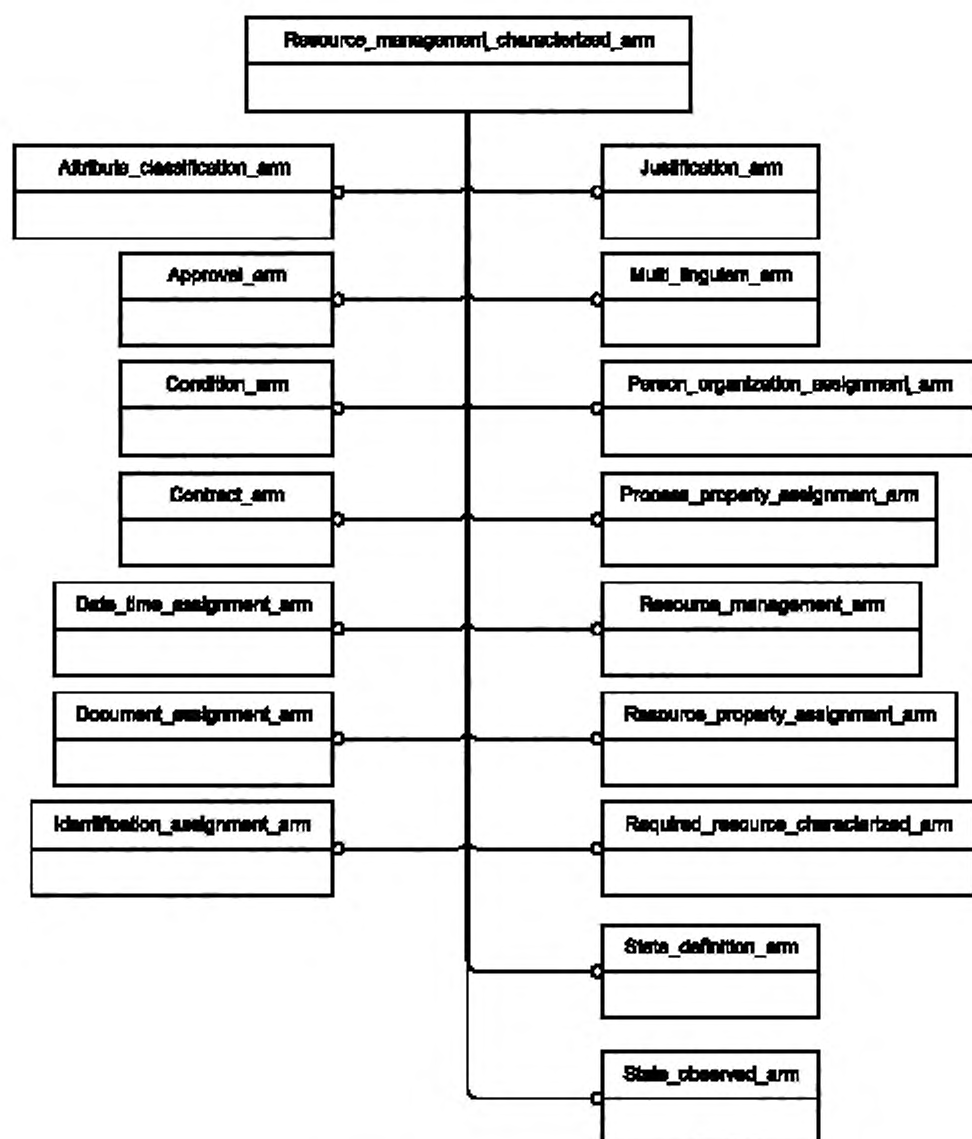 Resource_management_characterized_arm
Attribute_classification_arm
Justification_arm
Approval_arm
Multi_linguism_arm
Condition_arm
Person_organization_assignment_arm
Contract_arm
Process_property_assignment_arm
Date_time_assignment_arm
Resource_management_arm
Document_assignment_arm
Resource_property_assignment_arm
Identification_assignment_arm
Required_resource_characterized_arm
State_definition_arm
State_observed_arm